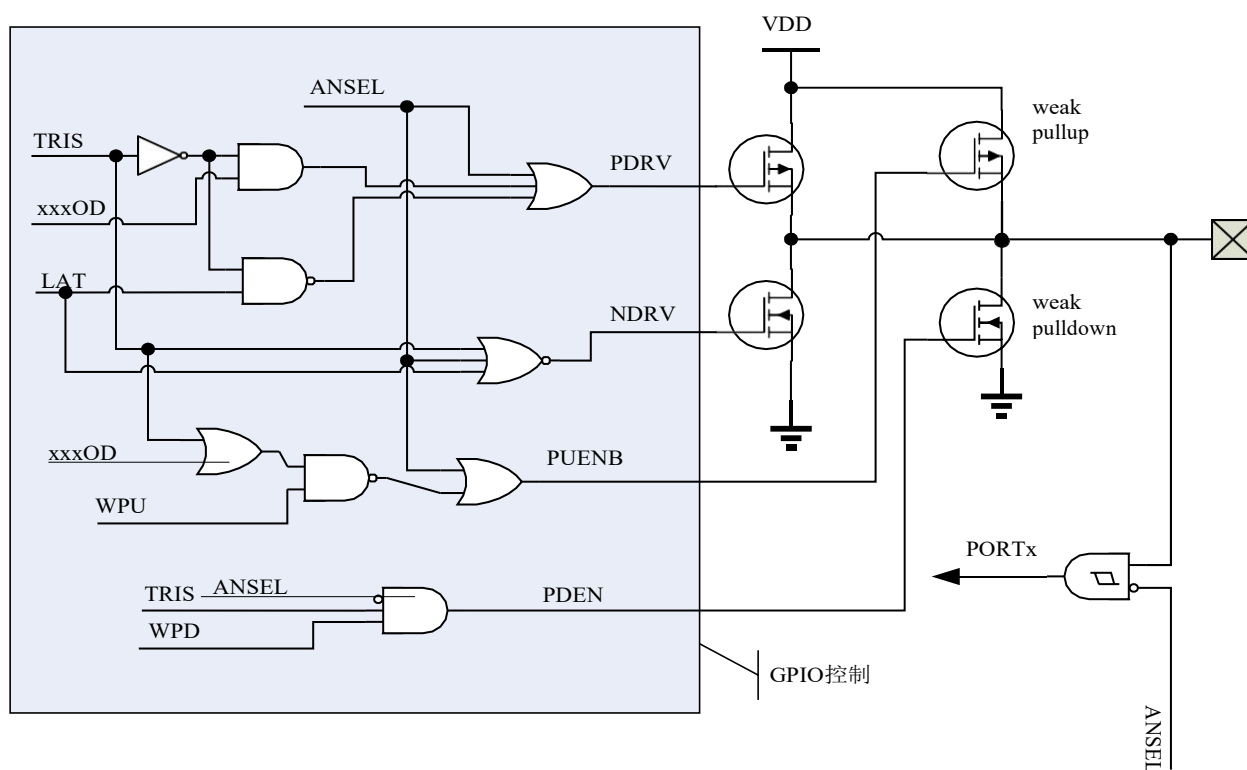 VDD
ANSEL
weak
pullup
TRIS
PDRV
xxxOD
LAT
NDRV
weak
pulldown
xxxOD
PUENB
WPU
PORTx
TRIS
ANSEL
PDEN
WPD
GPIO控制
ANSEL